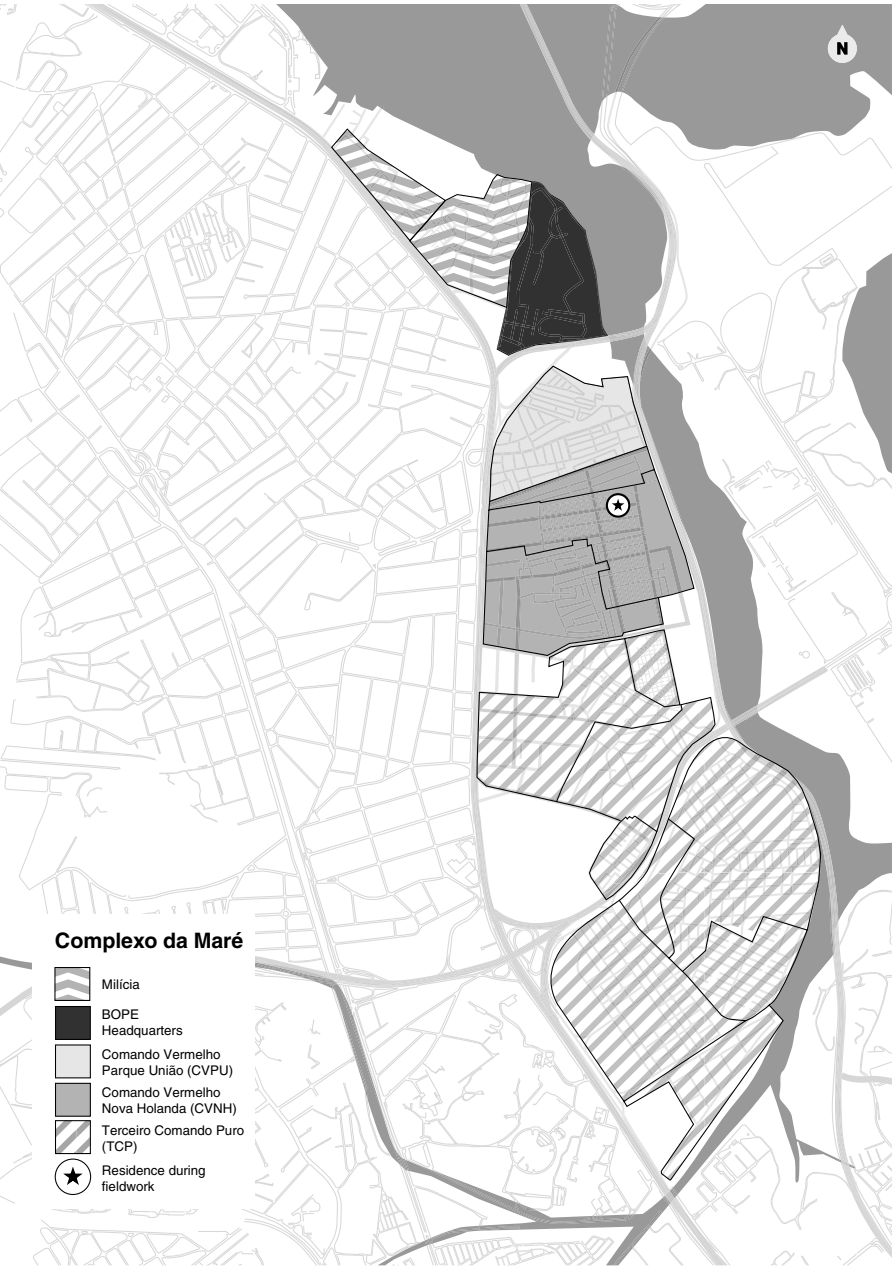 N
Complexo da Maré
Milícia
BOPE
Headquarters
Comando Vermelho
Parque União (CVPU)
Comando Vermelho
Nova Holanda (CVNH)
Terceiro Comando Puro
(TCP)
Residence during
fieldwork